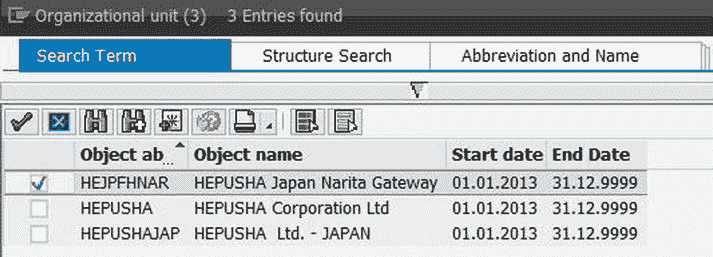 Organizational unit (3) 3 Entries found
Search Term Structure Search Abbreviation and Name
Object ab.. Object name Start date End Date
HEJPFHNAR HEPUSHA Japan Narita Gateway 01.01.2013 31.12.9999
HEPUSHA HEPUSHA Corporation Ltd 01.01.2013 31.12.9999
HEPUSHAJAP HEPUSHA Ltd. - JAPAN 01.01.2013 31.12.9999